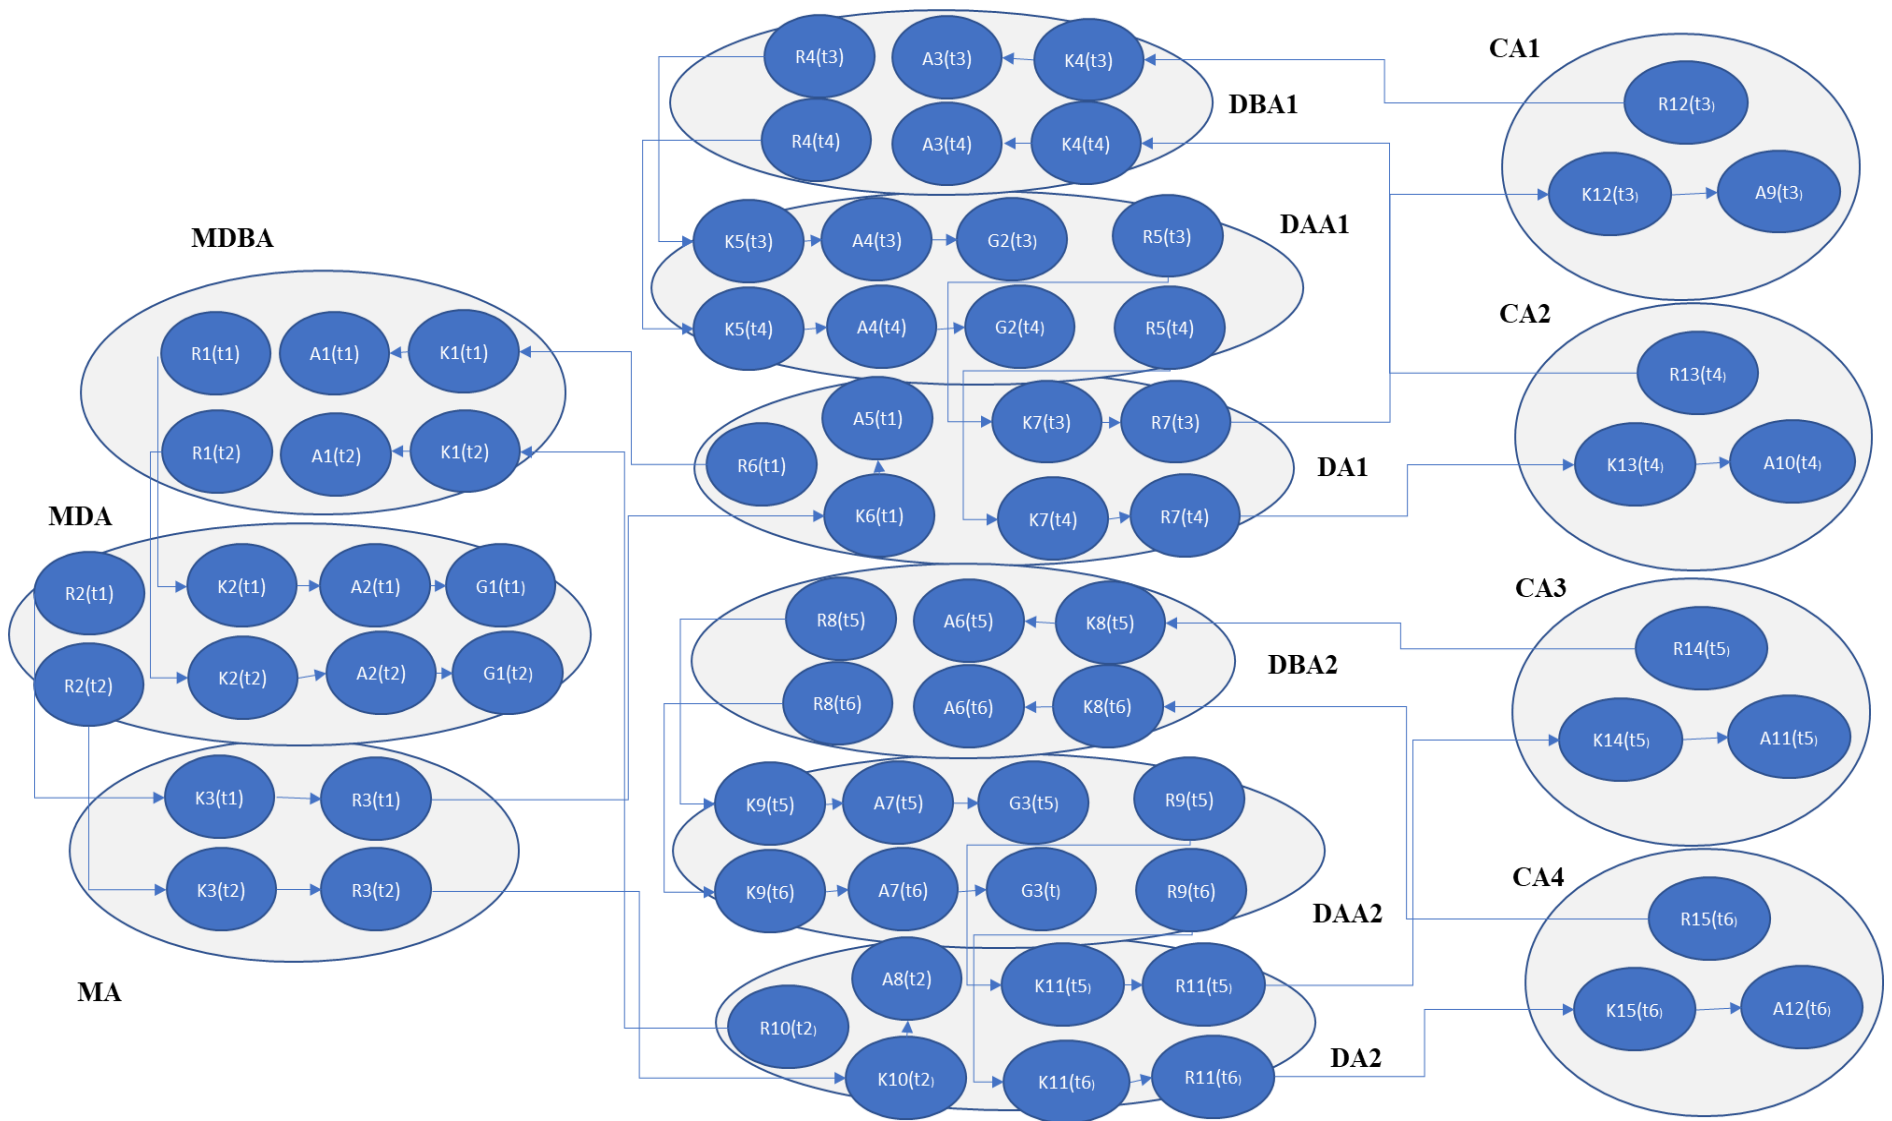 MDBA
R1(t1) A1(t1) K1(t1)
R1(t2) A1(t2) K1(t2)
MDA
R2(t1) K2(t1) A2(t1) G1(t1)
R2(t2) K2(t2) A2(t2) G1(t2)
K3(t1) R3(t1)
K3(t2) R3(t2)
MA
R4(t3) A3(t3) K4(t3)
DBA1
R4(t4) A3(t4) K4(t4)
DAA1
K5(t3) A4(t3) G2(t3) R5(t3)
K5(t4) A4(t4) G2(t4) R5(t4)
A5(t1) K7(t3) R7(t3)
R6(t1)
DA1
K6(t1) K7(t4) R7(t4)
R8(t5) A6(t5) K8(t5)
DBA2
R8(t6) A6(t6) K8(t6)
K9(t5) A7(t5) G3(t5) R9(t5)
K9(t6) A7(t6) G3(t) R9(t6)
DAA2
A8(t2) K11(t5) R11(t5)
R10(t2)
DA2
K10(t2) K11(t6) R11(t6)
CA1
R12(t3)
K12(t3) A9(t3)
CA2
R13(t4)
K13(t4) A10(t4)
CA3
R14(t5)
K14(t5) A11(t5)
CA4
R15(t6)
K15(t6) A12(t6)